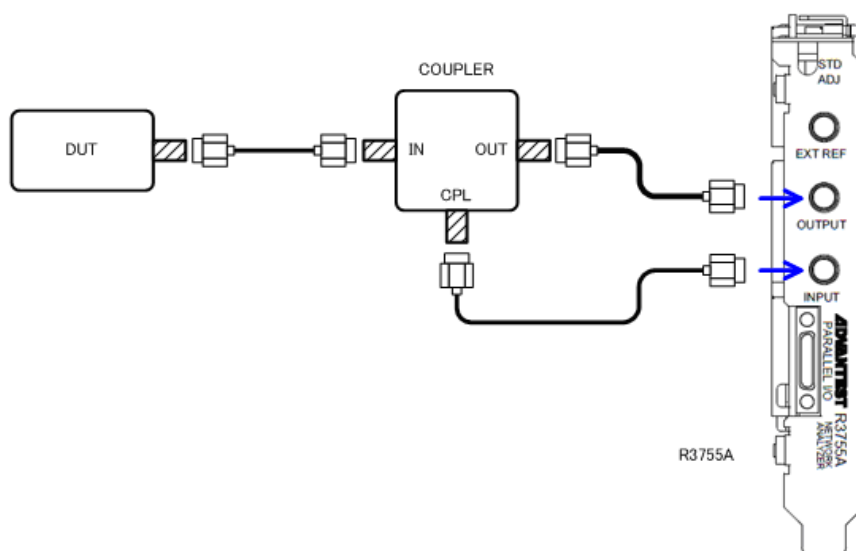 COUPLER
STD
ADJ
DUT
IN
OUT
CPL
EXT REF
OUTPUT
INPUT
ADVANTEST
PARALLEL I/O
R3755A
NETWORK
ANALYZER
R3755A